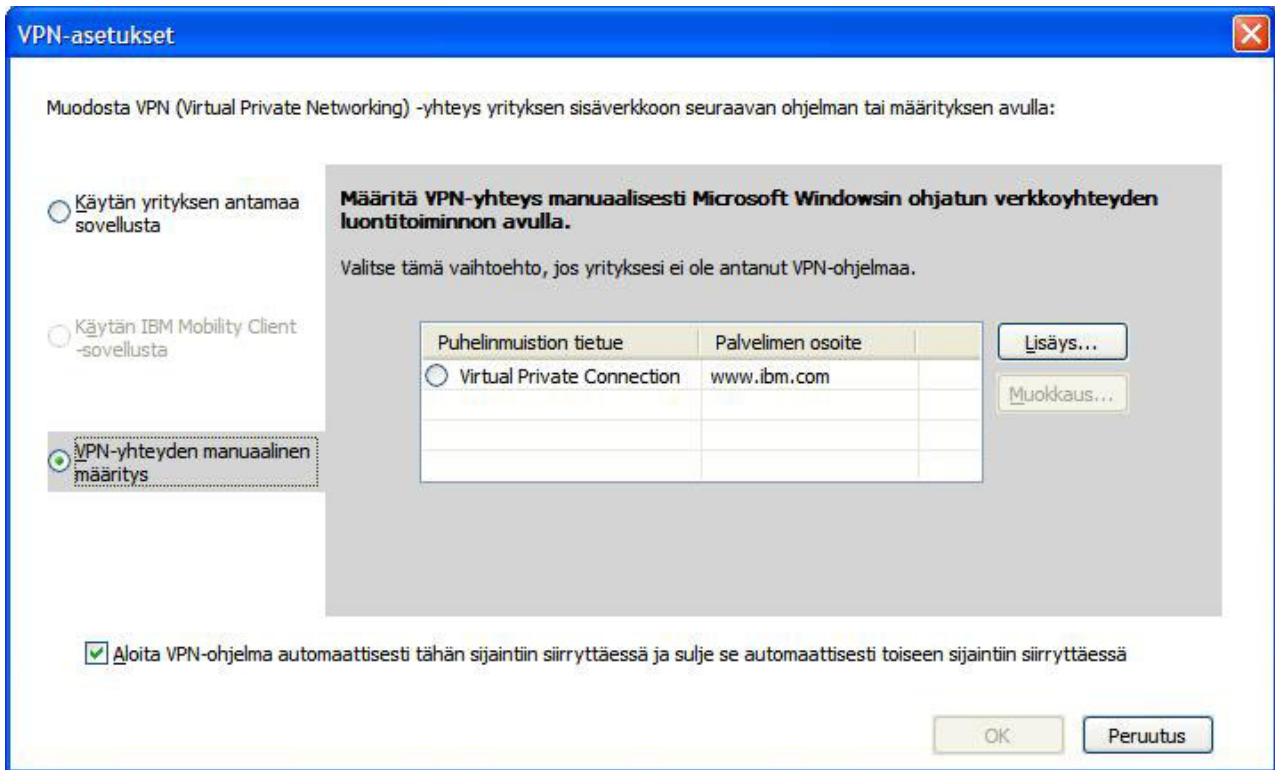 VPN-asetukset
Muodosta VPN (Virtual Private Networking) -yhteys yrityksen sisäverkkoon seuraavan ohjelman tai määrityksen avulla:
Käytän yrityksen antamaa
sovellusta
Käytän IBM Mobility Client
-sovellusta
VPN-yhteyden manuaalinen
määritys
Määritä VPN-yhteys manuaalisesti Microsoft Windowsin ohjatun verkkoyhteyden
luontitoiminnon avulla.
Valitse tämä vaihtoehto, jos yrityksesi ei ole antanut VPN-ohjelmaa.
Puhelinmuistion tietue Palvelimen osoite
Virtual Private Connection www.ibm.com
Lisäys...
Muokkaus...
Aloita VPN-ohjelma automaattisesti tähän sijaintiin siirryttäessä ja sulje se automaattisesti toiseen sijaintiin siirryttäessä
OK Peruutus